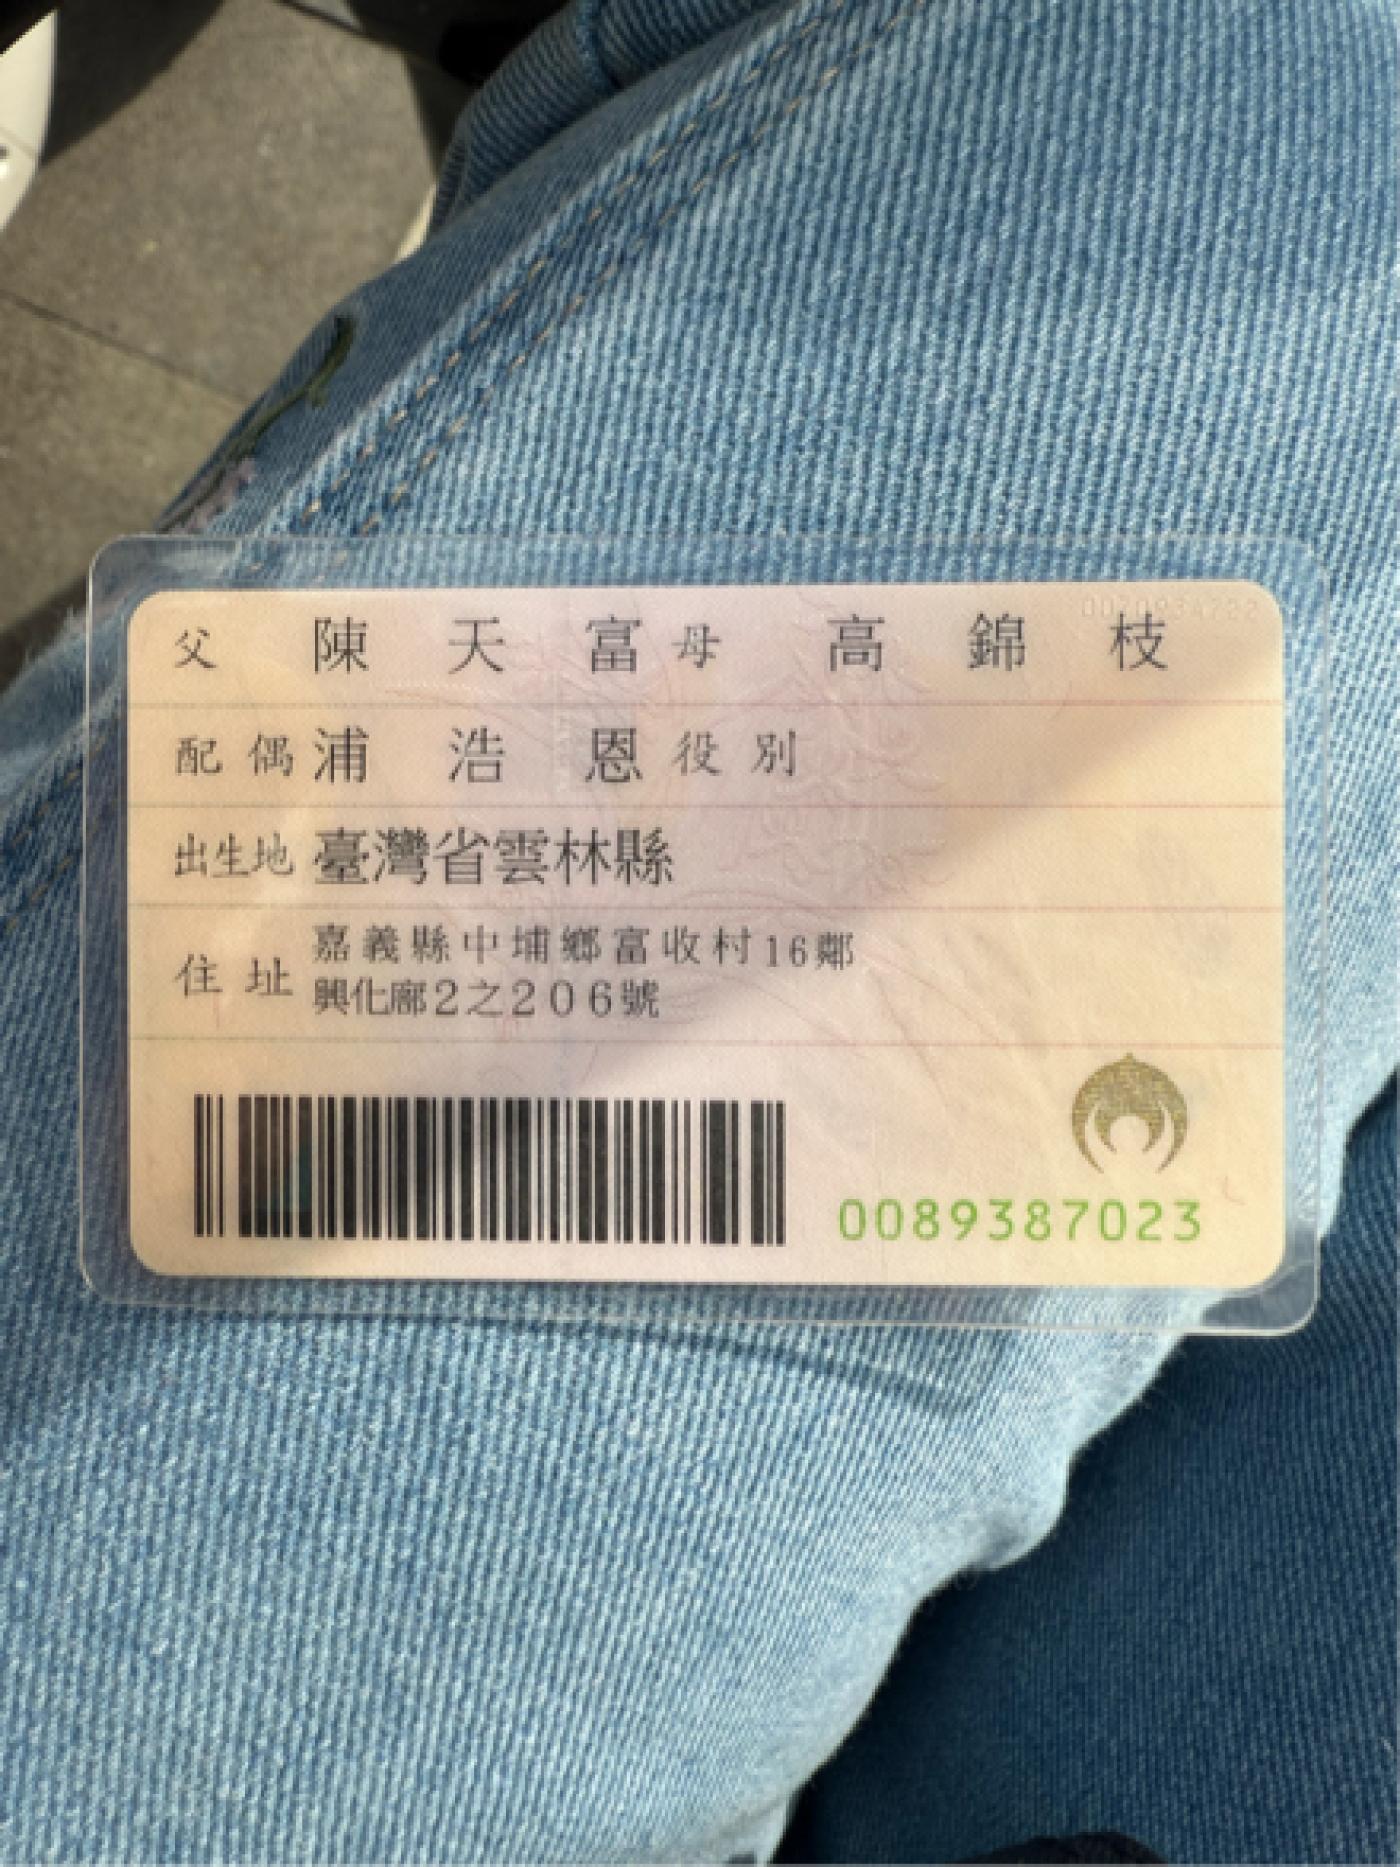 父 陳天富 母 高錦枝
配偶 浦浩恩 役別
出生地 臺灣省雲林縣
住址 嘉義縣中埔鄉富收村16鄰
興化廍2之206號
0089387023